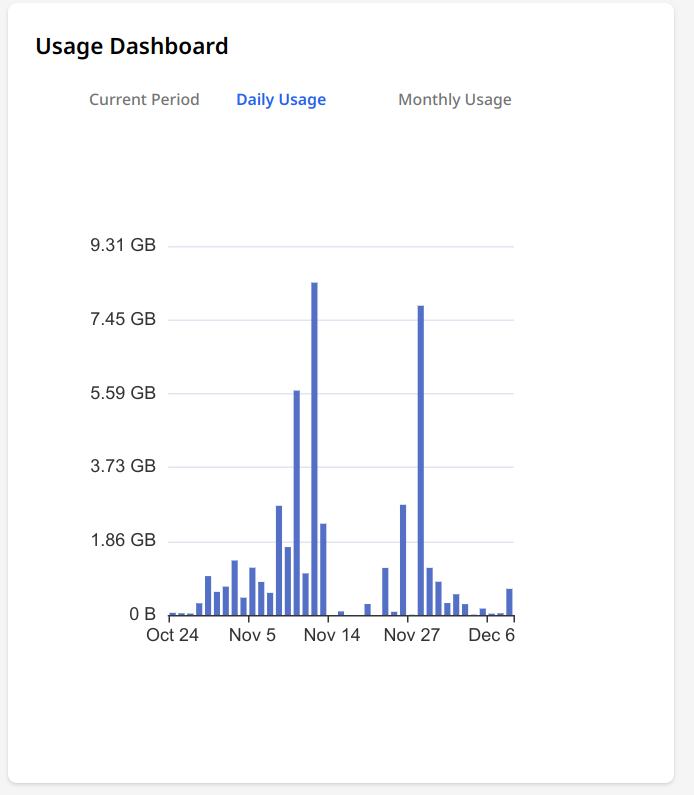 Usage Dashboard
Current Period Daily Usage Monthly Usage
9.31 GB
7.45 GB
5.59 GB
3.73 GB
1.86 GB
0 B
Oct 24 Nov 5 Nov 14 Nov 27 Dec 6